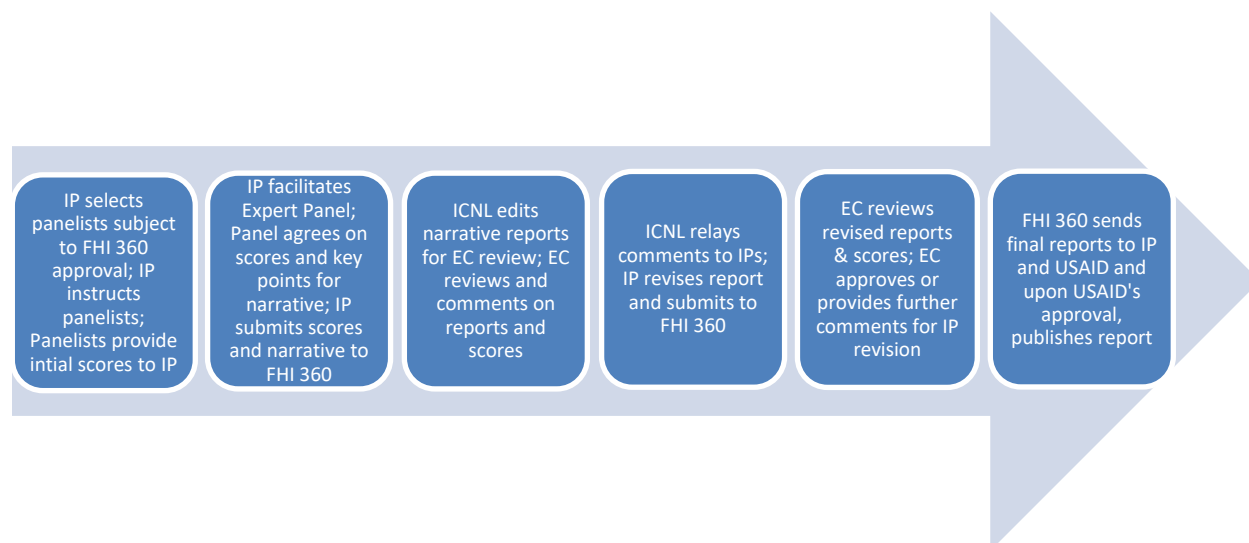 IP selects
panelists subject
to FHI 360
approval; IP
instructs
panelists;
Panelists provide
intial scores to IP
IP facilitates
Expert Panel;
Panel agrees on
scores and key
points for
narrative; IP
submits scores
and narrative to
FHI 360
ICNL edits
narrative reports
for EC review; EC
reviews and
comments on
reports and
scores
ICNL relays
comments to IPs;
IP revises report
and submits to
FHI 360
EC reviews
revised reports
& scores; EC
approves or
provides further
comments for IP
revision
FHI 360 sends
final reports to IP
and USAID and
upon USAID's
approval,
publishes report